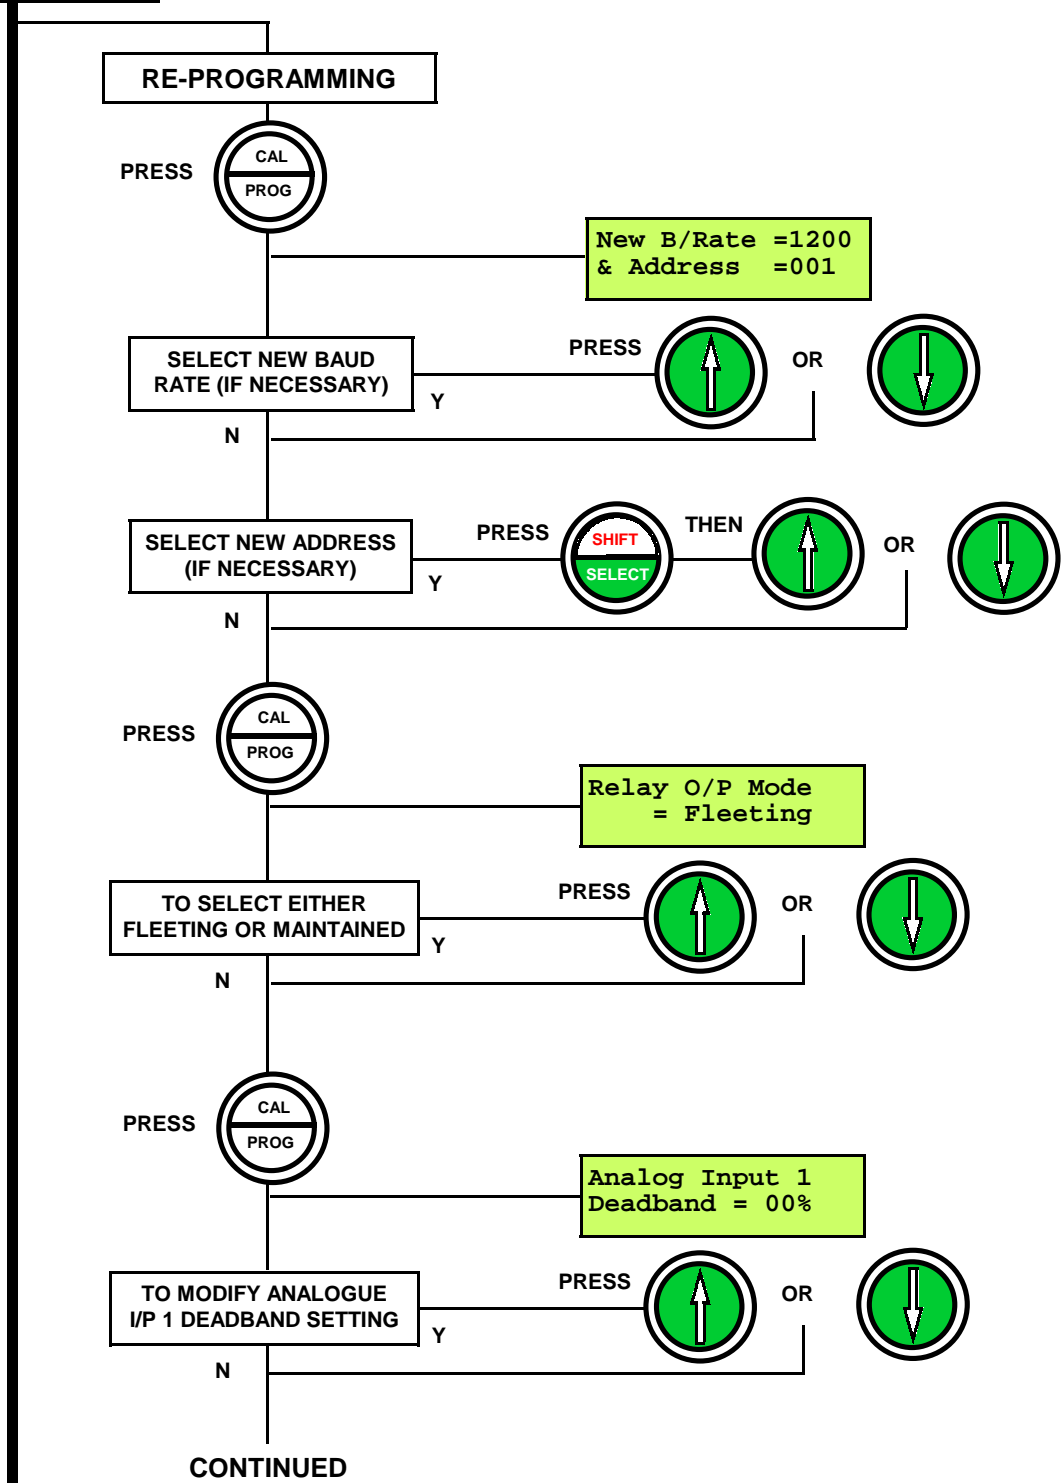 RE-PROGRAMMING
PRESS
CAL
PROG
New B/Rate =1200
& Address  =001
SELECT NEW BAUD
RATE (IF NECESSARY)
Y
PRESS
OR
N
SELECT NEW ADDRESS
(IF NECESSARY)
Y
PRESS
SHIFT
SELECT
THEN
OR
N
PRESS
CAL
PROG
Relay O/P Mode
= Fleeting
TO SELECT EITHER
FLEETING OR MAINTAINED
Y
PRESS
OR
N
PRESS
CAL
PROG
Analog Input 1
Deadband = 00%
TO MODIFY ANALOGUE
I/P 1 DEADBAND SETTING
Y
PRESS
OR
N
CONTINUED